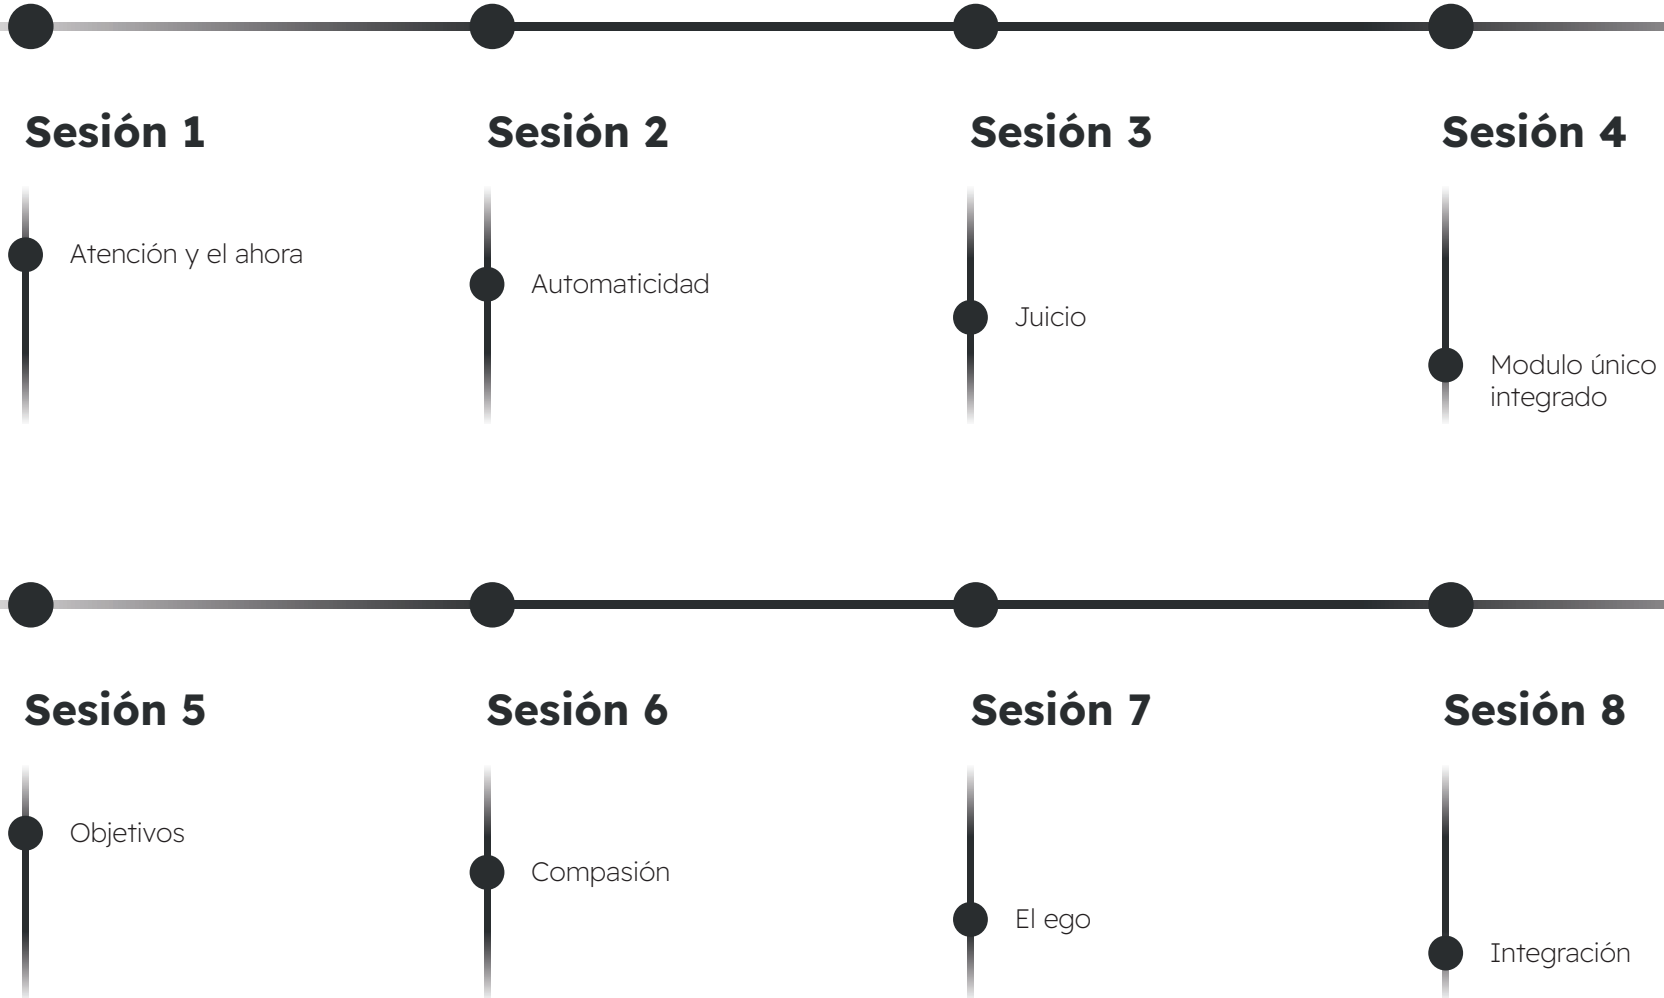 Sesión 1
Sesión 2
Sesión 3
Sesión 4
Atención y el ahora
Automaticidad
Juicio
Modulo único
integrado
Sesión 5
Sesión 6
Sesión 7
Sesión 8
Objetivos
Compasión
El ego
Integración